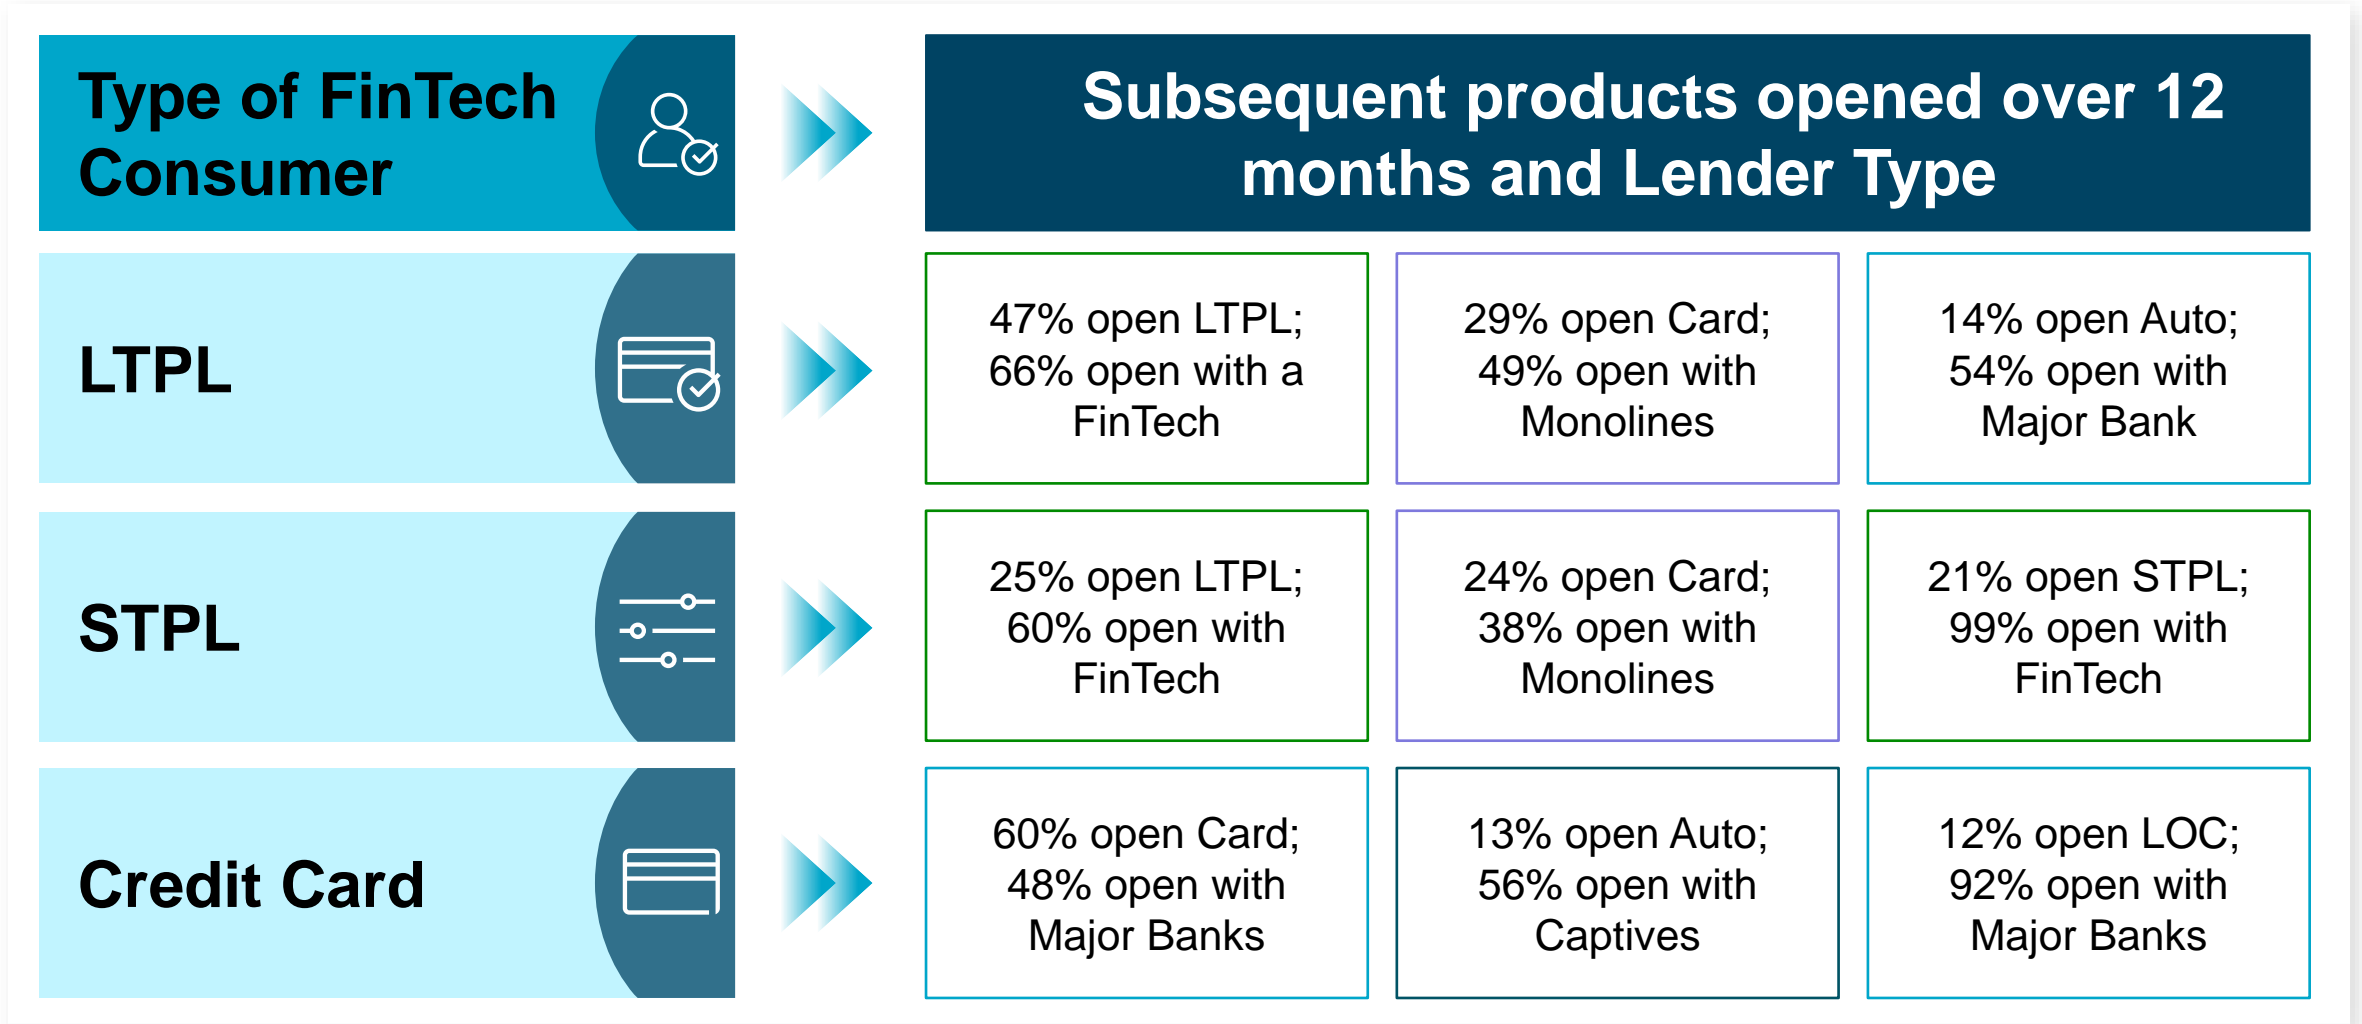 Type of FinTech
Consumer
Subsequent products opened over 12
months and Lender Type
LTPL
47% open LTPL;
66% open with a
FinTech
29% open Card;
49% open with
Monolines
14% open Auto;
54% open with
Major Bank
STPL
25% open LTPL;
60% open with
FinTech
24% open Card;
38% open with
Monolines
21% open STPL;
99% open with
FinTech
Credit Card
60% open Card;
48% open with
Major Banks
13% open Auto;
56% open with
Captives
12% open LOC;
92% open with
Major Banks